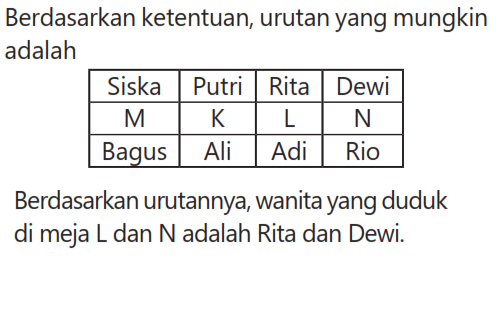 Berdasarkan ketentuan, urutan yang mungkin
adalah
Siska Putri Rita Dewi
M K L N
Bagus Ali Adi Rio
Berdasarkan urutannya, wanita yang duduk
di meja L dan N adalah Rita dan Dewi.